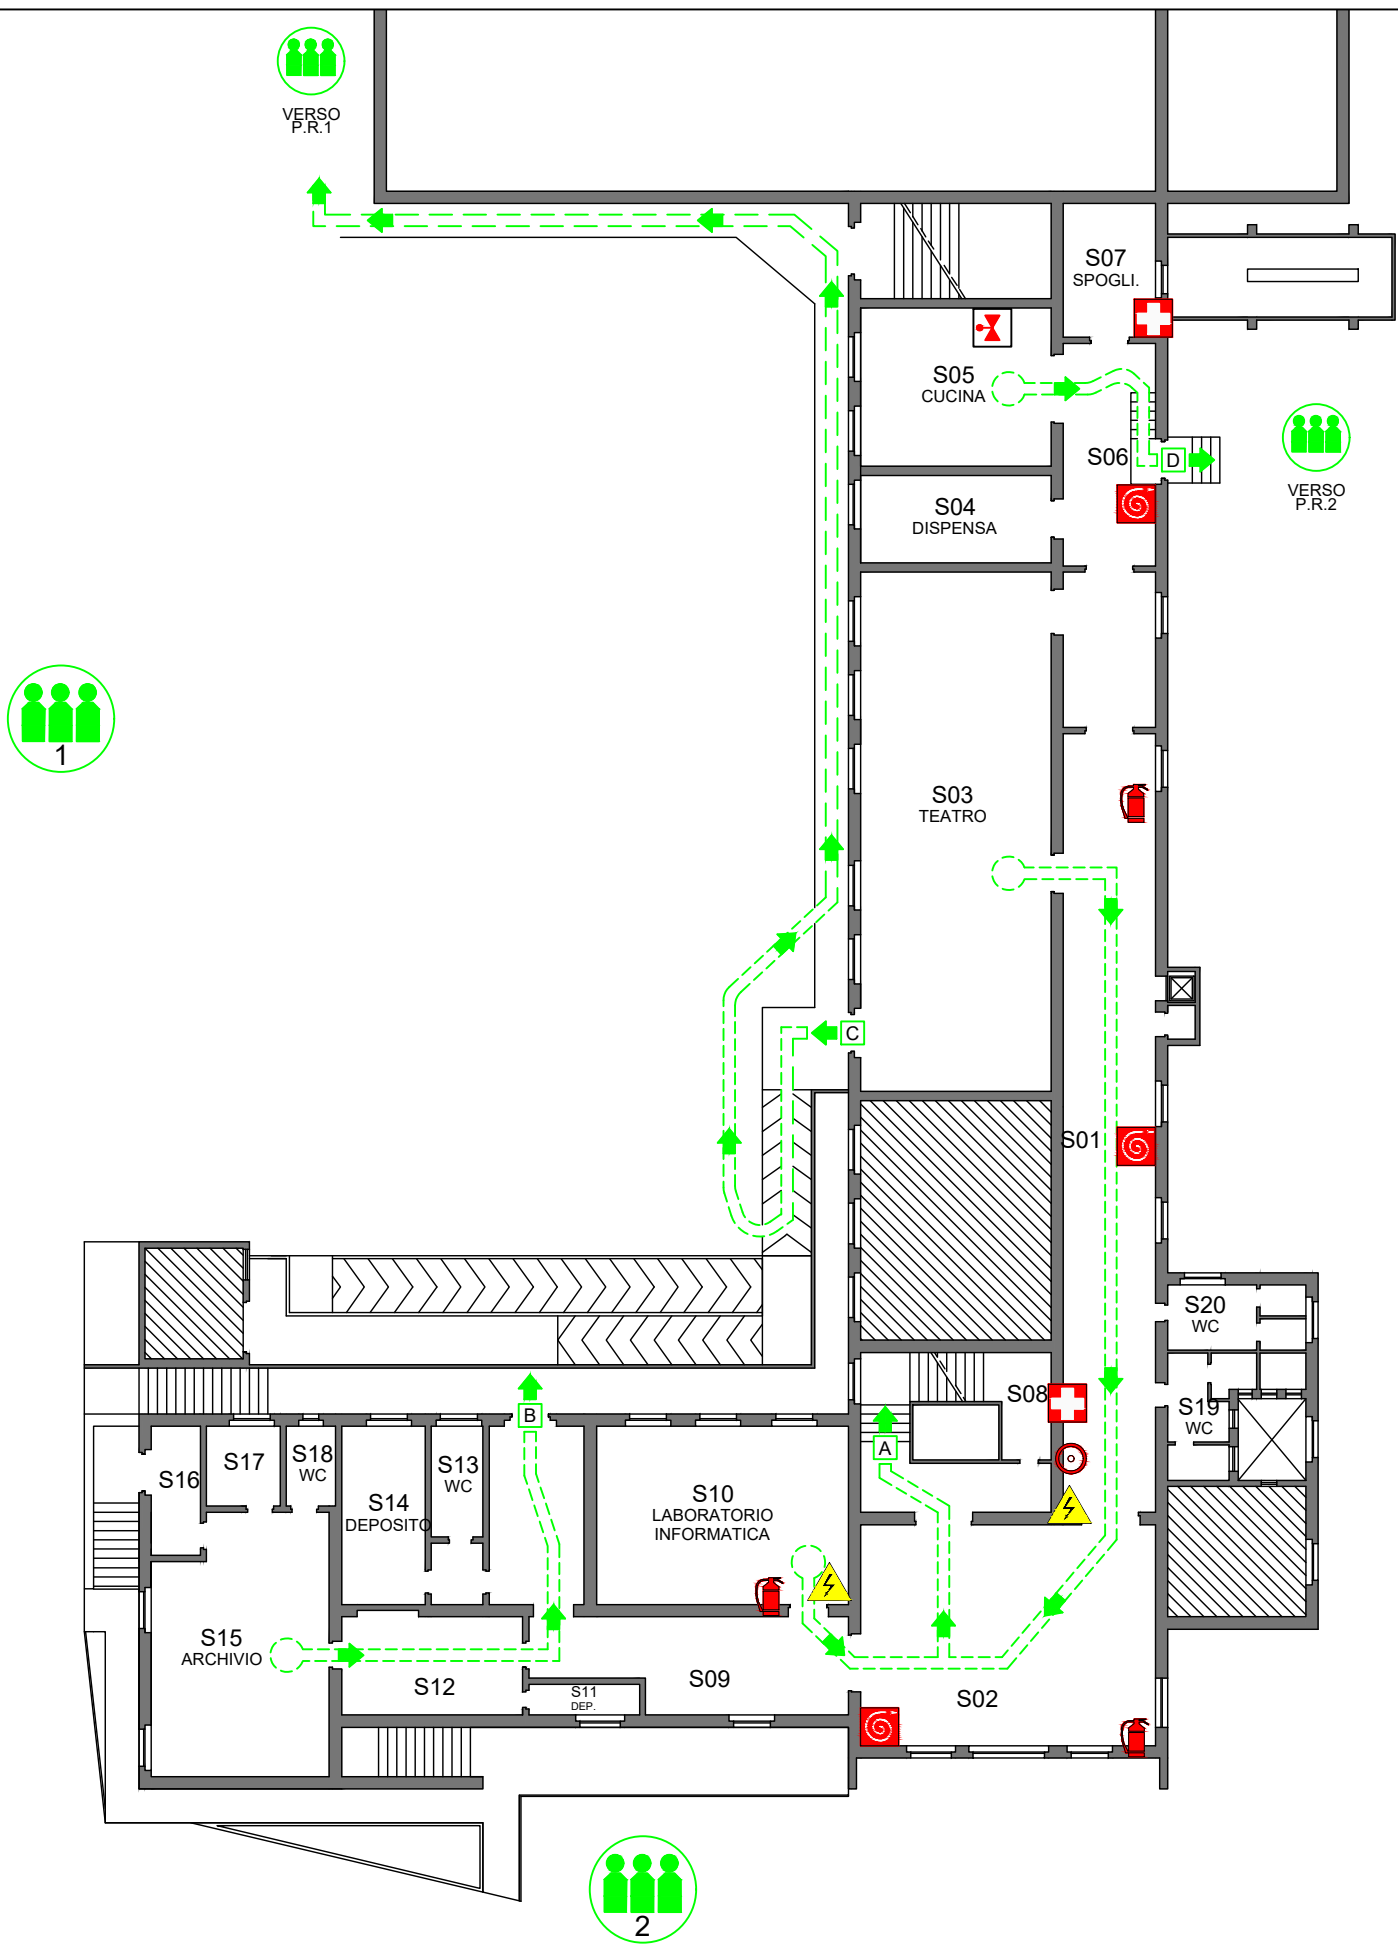 VERSO
P.R.1
S07
SPOGLI.
S05
CUCINA
S06
D
VERSO
P.R.2
S04
DISPENSA
1
S03
TEATRO
C
S01
S20
WC
S08
S19
WC
B
A
S16
S17
S18
WC
S13
WC
S14
DEPOSITO
S10
LABORATORIO
INFORMATICA
S15
ARCHIVIO
S12
S11
DEP.
S09
S02
2